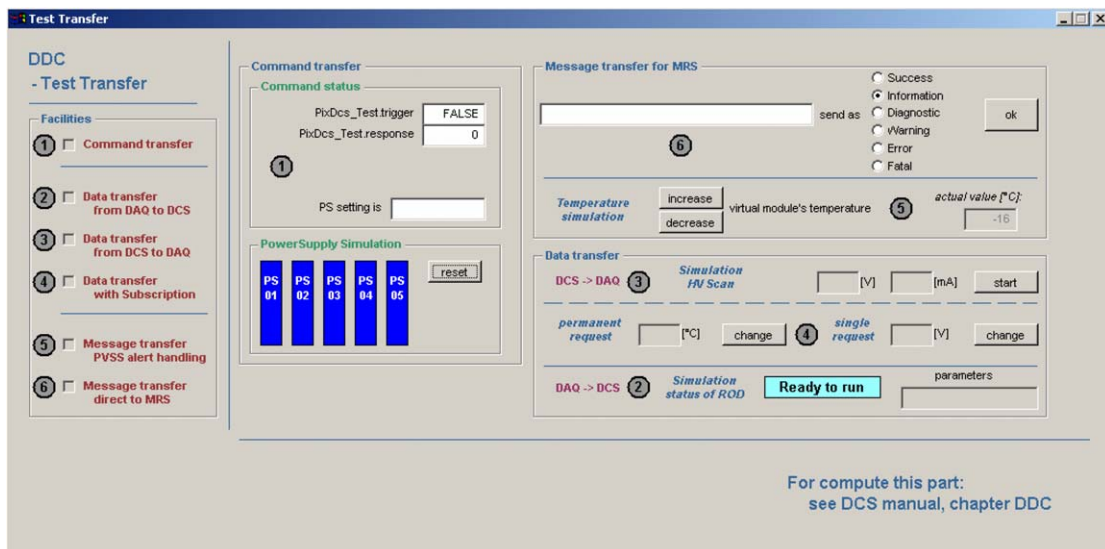 Test Transfer
DDC
- Test Transfer
Facilities
1 Command transfer
2 Data transfer
from DAQ to DCS
3 Data transfer
from DCS to DAQ
4 Data transfer
with Subscription
5 Message transfer
PVSS alert handling
6 Message transfer
direct to MRS
Command transfer
Command status
PixDcs_Test.trigger FALSE
PixDcs_Test.response 0
1
PS setting is
PowerSupply Simulation
PS 01
PS 02
PS 03
PS 04
PS 05
reset
Message transfer for MRS
send as
Success
Information
Diagnostic
Warning
Error
Fatal
ok
6
Temperature
simulation
increase
decrease
virtual module's temperature
5
actual value [°C]:
-16
Data transfer
DCS -> DAQ 3
Simulation
HV Scan
[V]
[mA]
start
permanent
request
[°C]
change
4
single
request
[V]
change
DAQ -> DCS 2
Simulation
status of ROD
Ready to run
parameters
For compute this part:
see DCS manual, chapter DDC